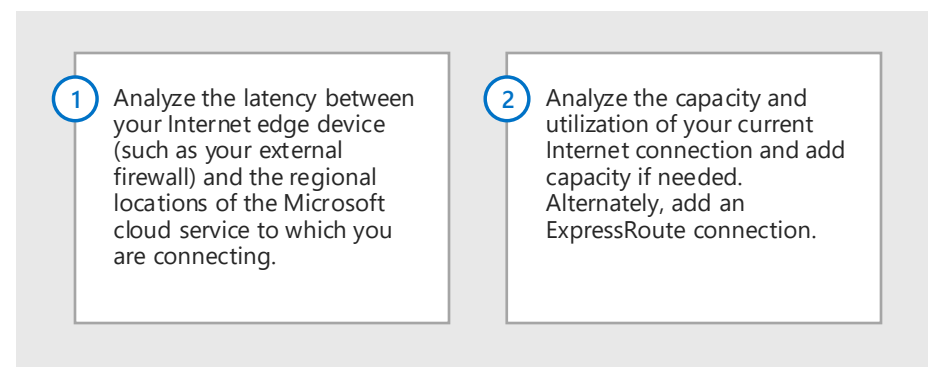 1
Analyze the latency between
your Internet edge device
(such as your external
firewall) and the regional
locations of the Microsoft
cloud service to which you
are connecting.
2
Analyze the capacity and
utilization of your current
Internet connection and add
capacity if needed.
Alternately, add an
ExpressRoute connection.